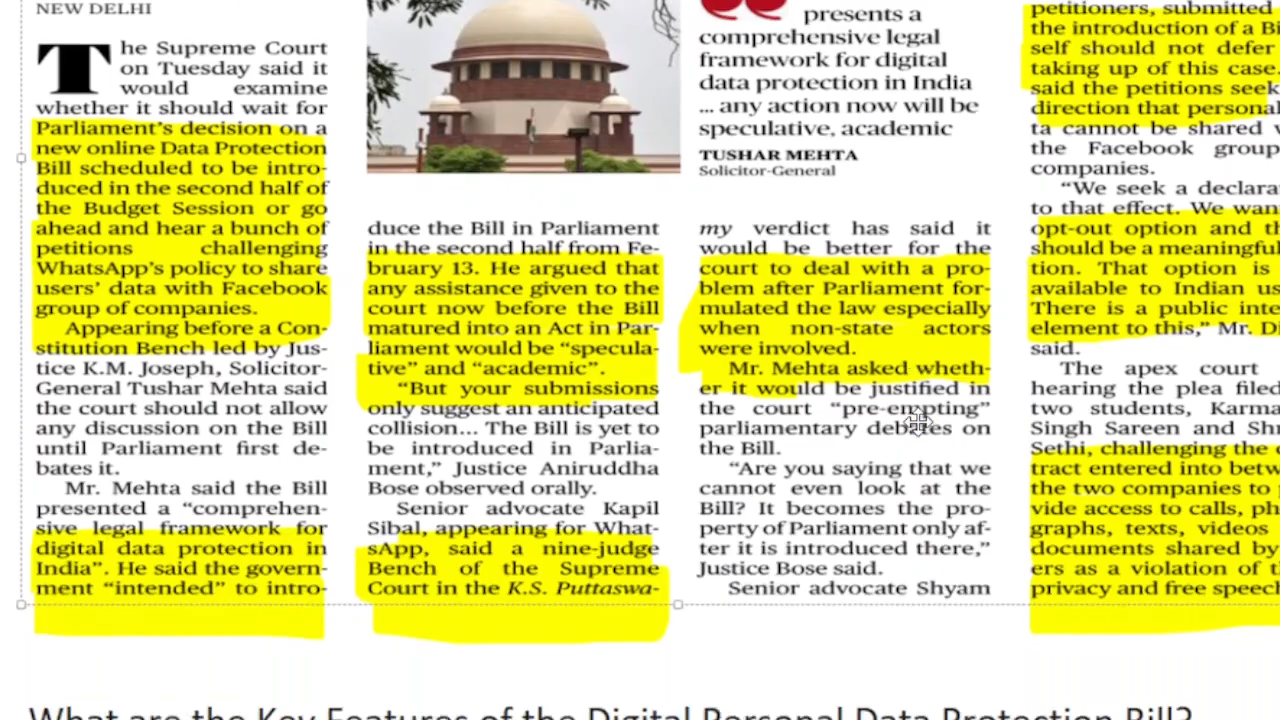 NEW DELHI
The Supreme Court
on Tuesday said it
would examine
whether it should wait for
Parliament's decision on a
new online Data Protection
Bill scheduled to be intro-
duced in the second half of
the Budget Session or go
ahead and hear a bunch of
petitions challenging
WhatsApp's policy to share
users' data with Facebook
group of companies.
Appearing before a Con-
stitution Bench led by Jus-
tice K.M. Joseph, Solicitor-
General Tushar Mehta said
the court should not allow
any discussion on the Bill
until Parliament first de-
bates it.
Mr. Mehta said the Bill
presented a “comprehen-
sive legal framework for
digital data protection in
India”. He said the govern-
ment “intended” to intro-
duce the Bill in Parliament
in the second half from Fe-
bruary 13. He argued that
any assistance given to the
court now before the Bill
matured into an Act in Par-
liament would be “specula-
tive” and “academic”.
“But your submissions
only suggest an anticipated
collision... The Bill is yet to
be introduced in Parlia-
ment,” Justice Aniruddha
Bose observed orally.
Senior advocate Kapil
Sibal, appearing for What-
sApp, said a nine-judge
Bench of the Supreme
Court in the K.S. Puttaswa-
presents a
comprehensive legal
framework for digital
data protection in India
... any action now will be
speculative, academic
TUSHAR MEHTA
Solicitor-General
my verdict has said it
would be better for the
court to deal with a pro-
blem after Parliament for-
mulated the law especially
when non-state actors
were involved.
Mr. Mehta asked wheth-
er it would be justified in
the court “pre-empting”
parliamentary debates on
the Bill.
“Are you saying that we
cannot even look at the
Bill? It becomes the pro-
perty of Parliament only af-
ter it is introduced there,”
Justice Bose said.
Senior advocate Shyam
petitioners, submitted
the introduction of a Bi
self should not defer
taking up of this case.
said the petitions seek
direction that persona
ta cannot be shared
the Facebook group
companies.
“We seek a declara
to that effect. We wan
opt-out option and th
should be a meaningful
tion. That option is
available to Indian us
There is a public inte
element to this,” Mr. D
said.
The apex court
hearing the plea filed
two students, Karma
Singh Sareen and Shr
Sethi, challenging the c
tract entered into betw
the two companies to p
vide access to calls, ph
graphs, texts, videos
documents shared by
ers as a violation of th
privacy and free speech
What are the Key Features of the Digital Personal Data Protection Bill?